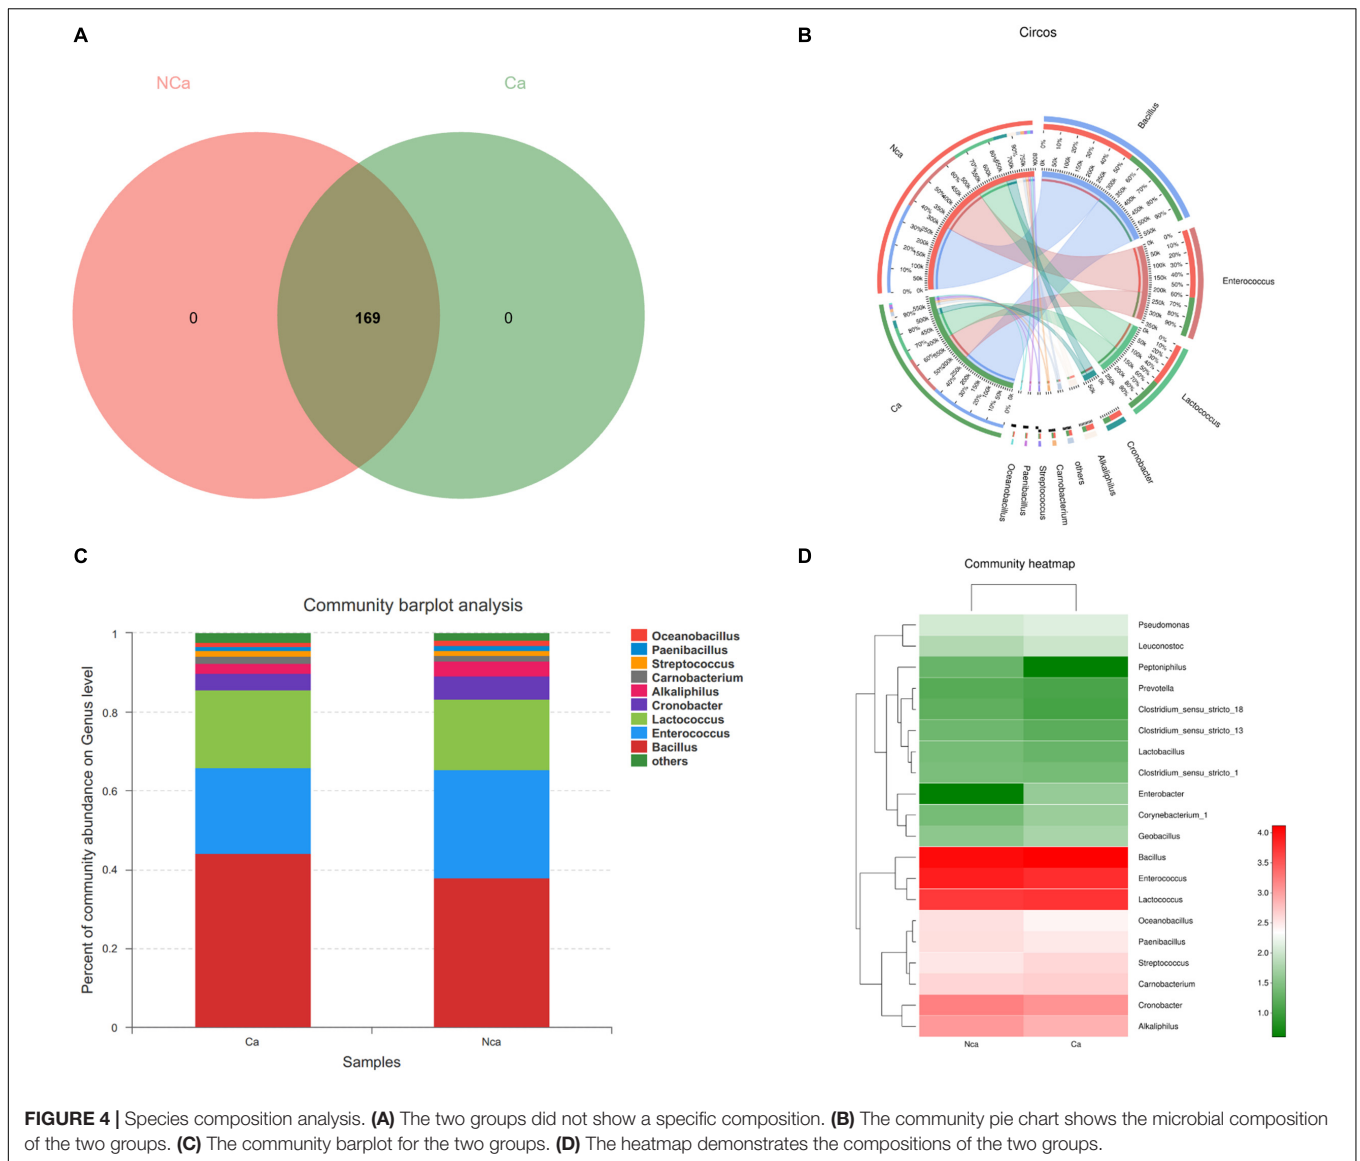 A
NCa
Ca
0
169
0
B
Circos
Nca
Ca
Bacillus
Enterococcus
Lactococcus
Cronobacter
Alkaliphilus
others
Carnobacterium
Streptococcus
Paenibacillus
Oceanobacillus
C
Community barplot analysis
Percent of community abundance on Genus level
1
0.8
0.6
0.4
0.2
0
Ca
Nca
Samples
Oceanobacillus
Paenibacillus
Streptococcus
Carnobacterium
Alkaliphilus
Cronobacter
Lactococcus
Enterococcus
Bacillus
others
D
Community heatmap
Pseudomonas
Leuconostoc
Peptoniphilus
Prevotella
Clostridium_sensu_stricto_18
Clostridium_sensu_stricto_13
Lactobacillus
Clostridium_sensu_stricto_1
Enterobacter
Corynebacterium_1
Geobacillus
Bacillus
Enterococcus
Lactococcus
Oceanobacillus
Paenibacillus
Streptococcus
Carnobacterium
Cronobacter
Alkaliphilus
Nca
Ca
4.0
3.5
3.0
2.5
2.0
1.5
1.0
FIGURE 4 | Species composition analysis. (A) The two groups did not show a specific composition. (B) The community pie chart shows the microbial composition
of the two groups. (C) The community barplot for the two groups. (D) The heatmap demonstrates the compositions of the two groups.